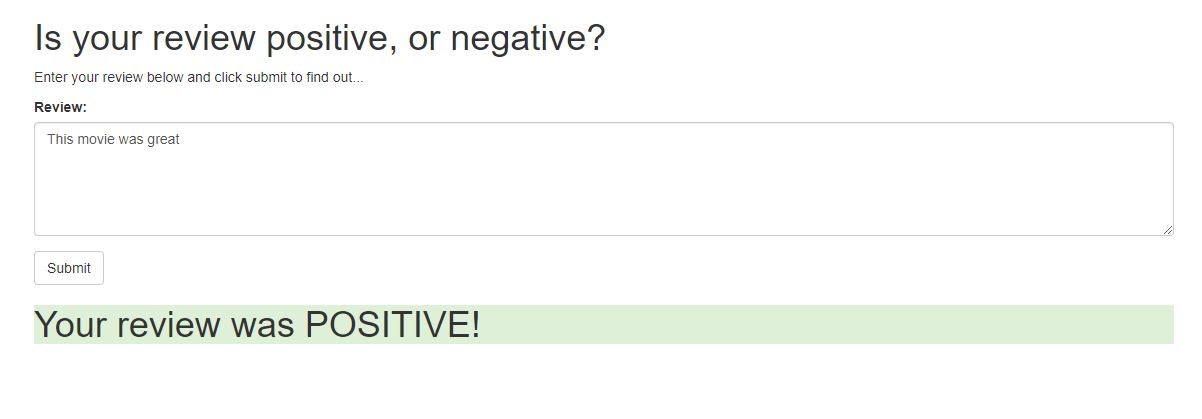 Is your review positive, or negative?
Enter your review below and click submit to find out...
Review:
This movie was great
Submit
Your review was POSITIVE!